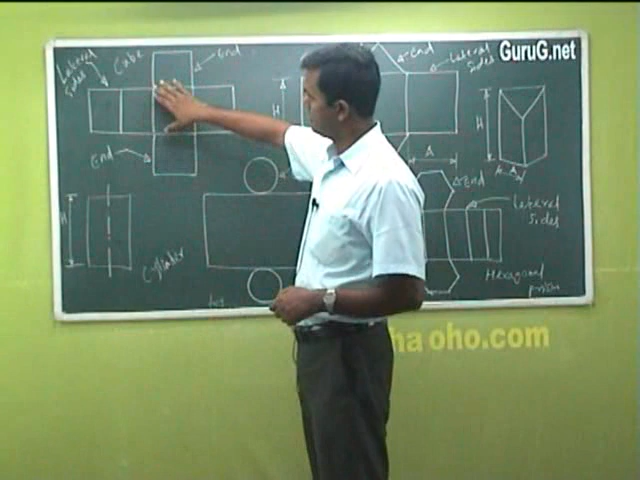 Lateral
Sides
Cube
End
End
H
Cylinder
End
Lateral
Sides
GuruG.net
H
H
A
A
End
Lateral
Sides
Hexagonal
prism
ha oho.com